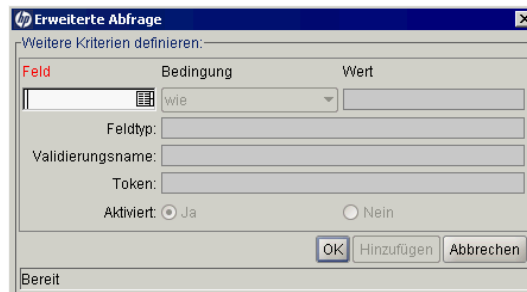 hp Erweiterte Abfrage
Weitere Kriterien definieren:
Feld Bedingung Wert
wie
Feldtyp:
Validierungsname:
Token:
Aktiviert: Ja Nein
OK Hinzufügen Abbrechen
Bereit